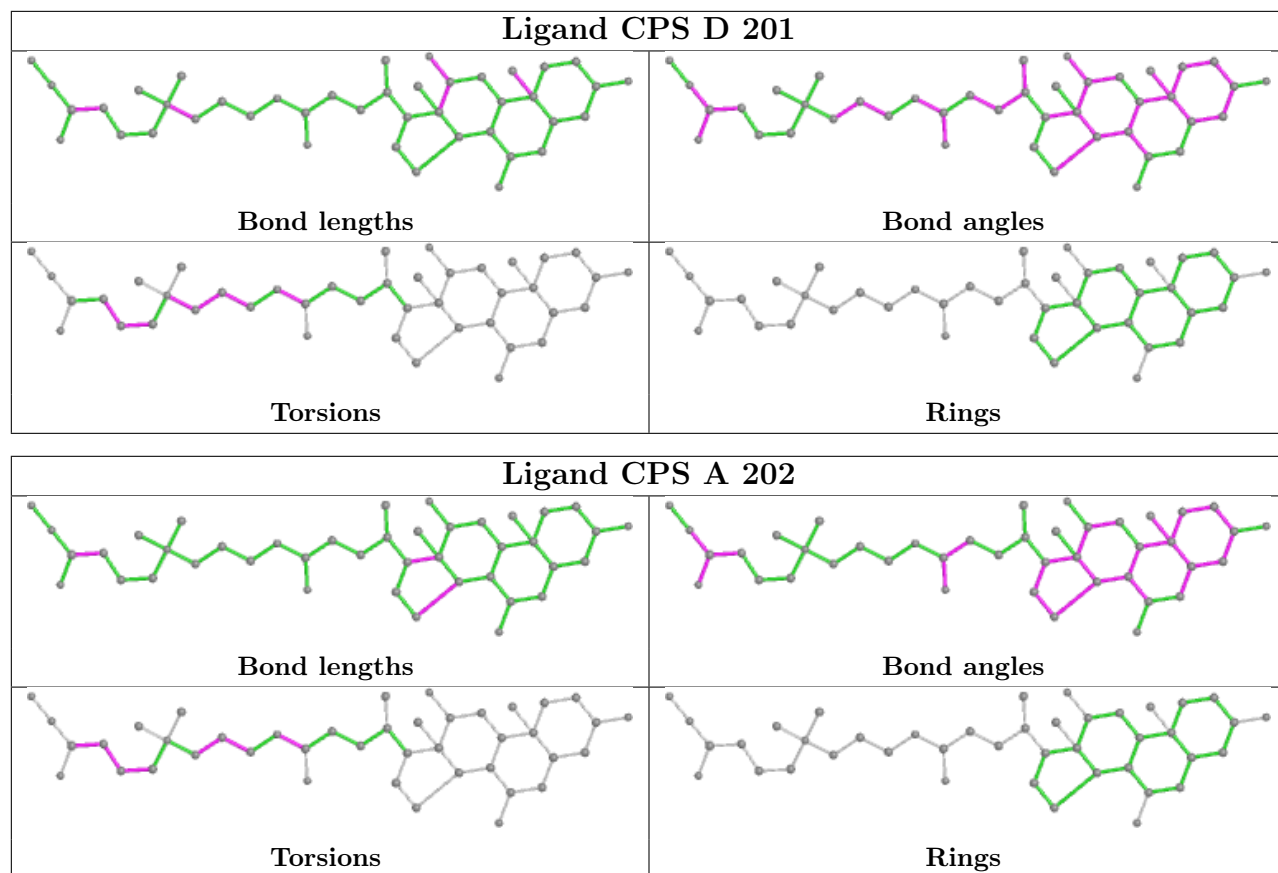 Ligand CPS D 201
Bond lengths
Bond angles
Torsions
Rings
Ligand CPS A 202
Bond lengths
Bond angles
Torsions
Rings